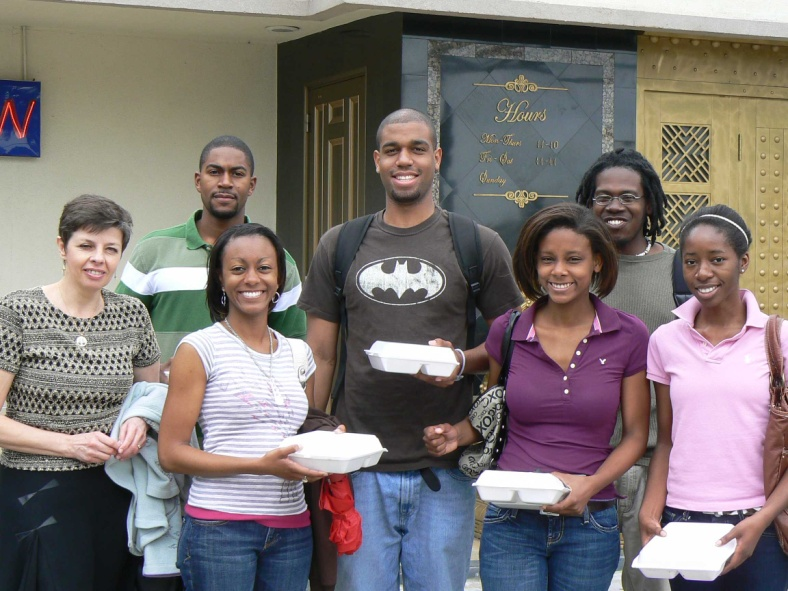 W
Hours
Mon-Thurs 11-10
Fri-Sat 11-11
Sunday